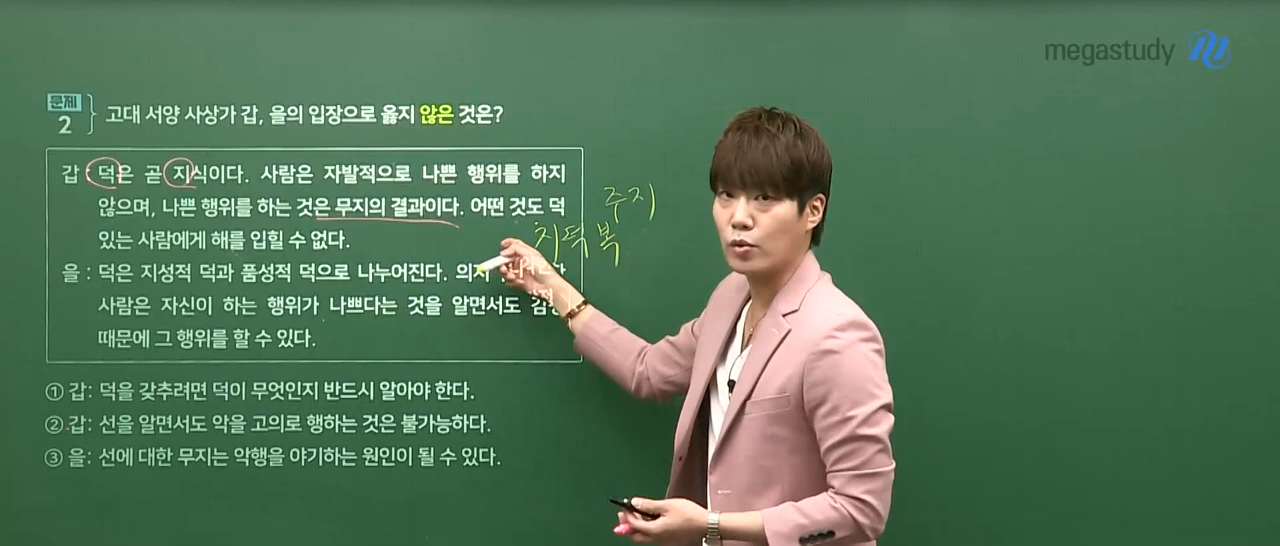 megastudy
문제
2
고대 서양 사상가 갑, 을의 입장으로 옳지 않은 것은?
갑 : 덕은 곧 지식이다. 사람은 자발적으로 나쁜 행위를 하지
않으며, 나쁜 행위를 하는 것은 무지의 결과이다. 어떤 것도 덕
있는 사람에게 해를 입힐 수 없다.
주지
지덕복
을 : 덕은 지성적 덕과 품성적 덕으로 나누어진다.
사람은 자신이 하는 행위가 나쁘다는 것을 알면서도
때문에 그 행위를 할 수 있다.
① 갑: 덕을 갖추려면 덕이 무엇인지 반드시 알아야 한다.
② 갑: 선을 알면서도 악을 고의로 행하는 것은 불가능하다.
③ 을: 선에 대한 무지는 악행을 야기하는 원인이 될 수 있다.